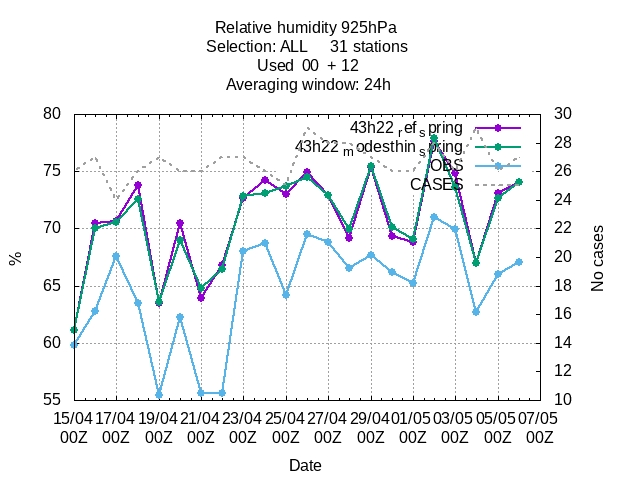 Relative humidity 925hPa
Selection: ALL     31 stations
Used  00  + 12
Averaging window: 24h
80
75
70
65
60
55
30
28
26
24
22
20
18
16
14
12
10
%
No cases
43h22_ref_spring
43h22_modesthin_spring
OBS
CASES
15/04 17/04 19/04 21/04 23/04 25/04 27/04 29/04 01/05 03/05 05/05 07/05
00Z 00Z 00Z 00Z 00Z 00Z 00Z 00Z 00Z 00Z 00Z 00Z
Date